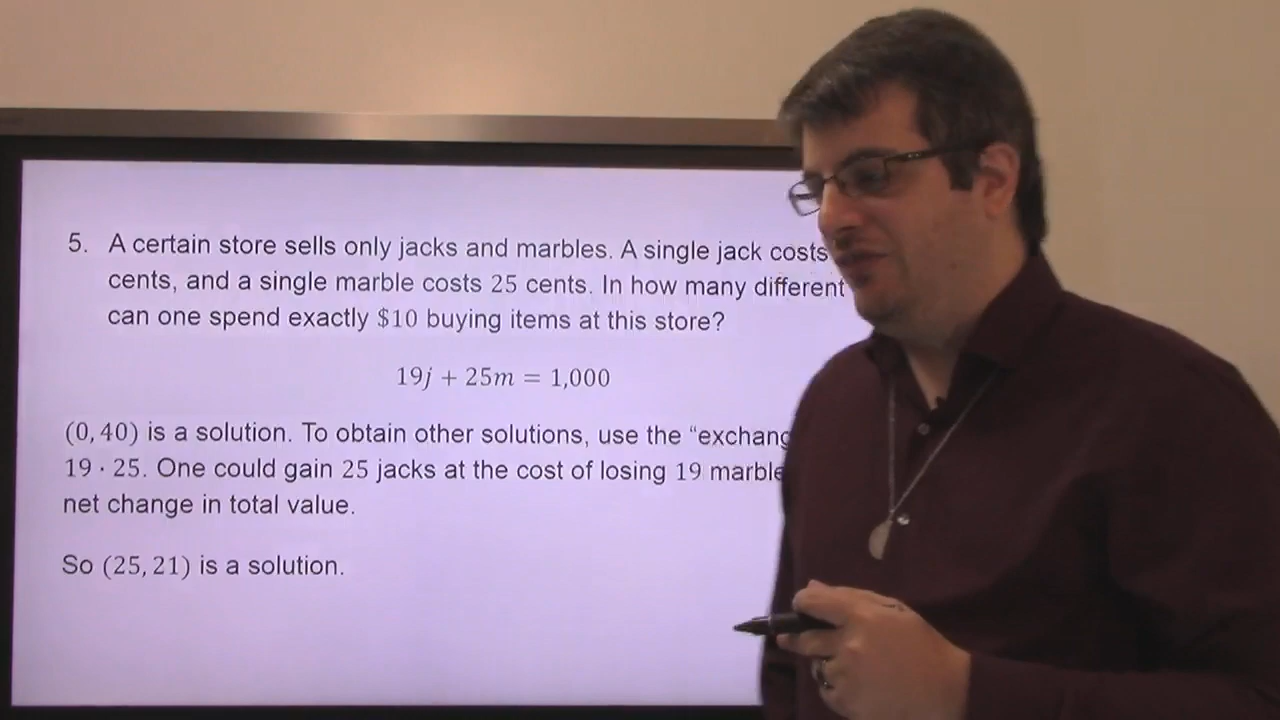 5. A certain store sells only jacks and marbles. A single jack costs
cents, and a single marble costs 25 cents. In how many different
can one spend exactly $10 buying items at this store?
19j + 25m = 1,000
(0, 40) is a solution. To obtain other solutions, use the “exchang
19 · 25. One could gain 25 jacks at the cost of losing 19 marble
net change in total value.
So (25, 21) is a solution.